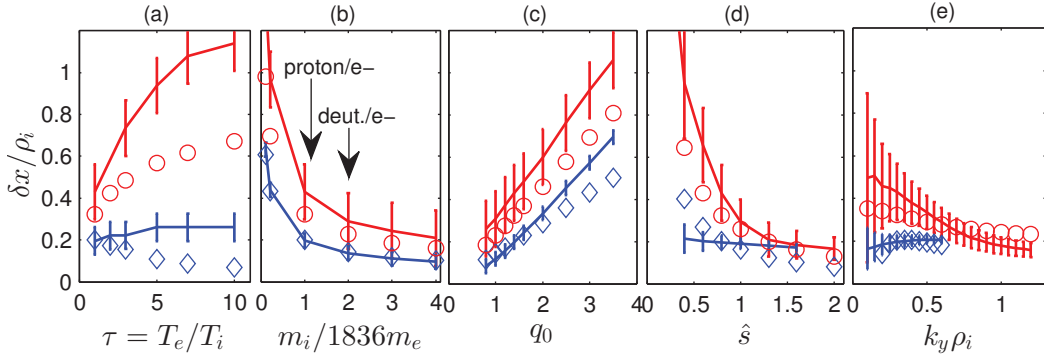 (a) (b) (c) (d) (e)
δx/ρi
1
0.8
0.6
0.4
0.2
0
proton/e−
deut./e−
0 5 10
0 1 2 3 4
0 1 2 3 4
0 0.5 1 1.5 2
0 0.5 1
τ = Te/Ti
mi/1836me
q0
ŝ
kyρi